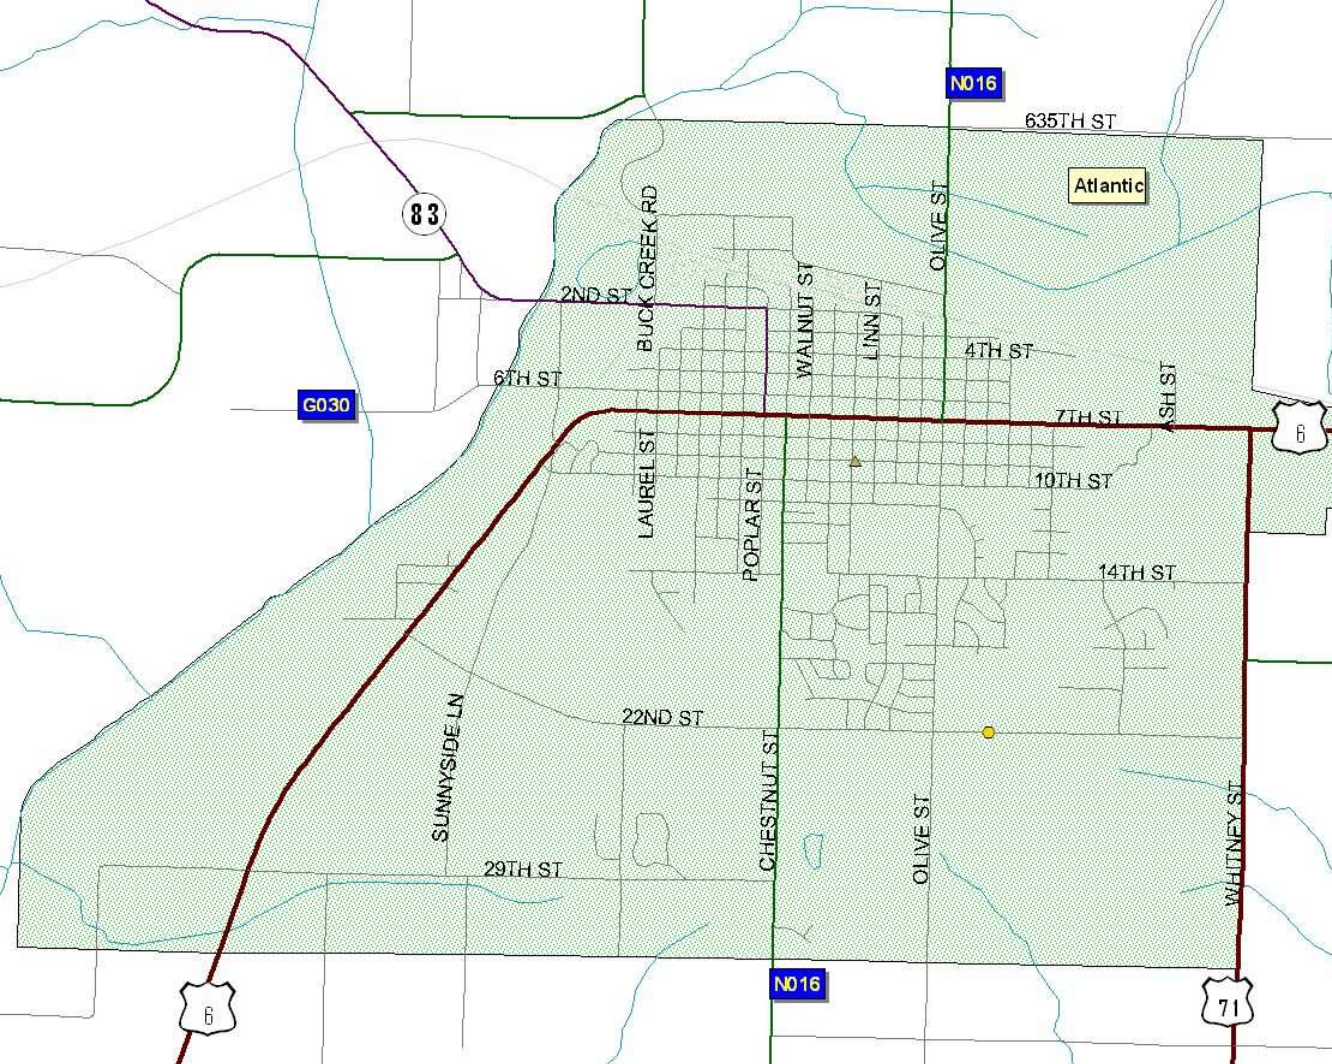 N016
635TH ST
Atlantic
83
BUCK CREEK RD
OLIVE ST
2ND ST
WALNUT ST
LINN ST
4TH ST
6TH ST
ASH ST
G030
7TH ST
6
LAUREL ST
POPLAR ST
10TH ST
14TH ST
22ND ST
SUNNYSIDE LN
CHESTNUT ST
OLIVE ST
WHITNEY ST
29TH ST
N016
6
71